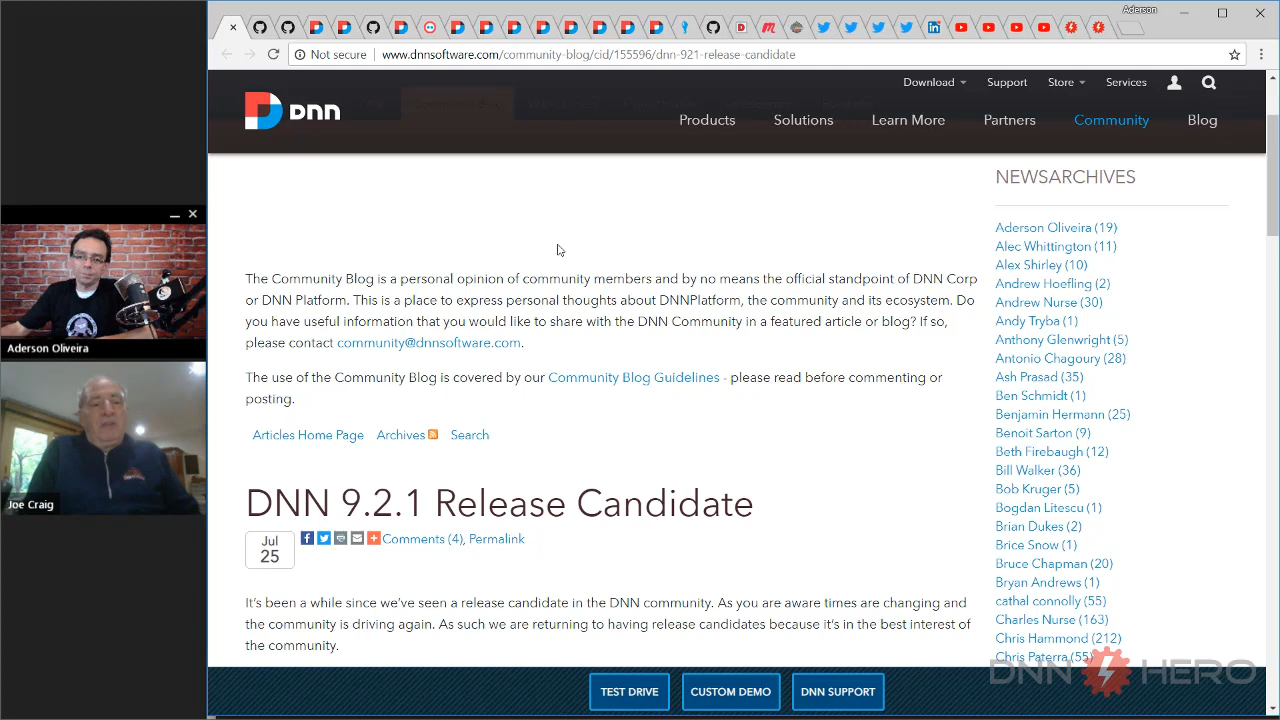 Aderson
Not secure
www.dnnsoftware.com/community-blog/cid/155596/dnn-921-release-candidate
Download
Support
Store
Services
DNN
Products
Solutions
Learn More
Partners
Community
Blog
Aderson Oliveira
Joe Craig
The Community Blog is a personal opinion of community members and by no means the official standpoint of DNN Corp
or DNN Platform. This is a place to express personal thoughts about DNNPlatform, the community and its ecosystem. Do
you have useful information that you would like to share with the DNN Community in a featured article or blog? If so,
please contact community@dnnsoftware.com.
The use of the Community Blog is covered by our Community Blog Guidelines - please read before commenting or
posting.
Articles Home Page
Archives
Search
DNN 9.2.1 Release Candidate
Jul
25
Comments (4), Permalink
It's been a while since we've seen a release candidate in the DNN community. As you are aware times are changing and
the community is driving again. As such we are returning to having release candidates because it's in the best interest of
the community.
NEWSARCHIVES
Aderson Oliveira (19)
Alec Whittington (11)
Alex Shirley (10)
Andrew Hoefling (2)
Andrew Nurse (30)
Andy Tryba (1)
Anthony Glenwright (5)
Antonio Chagoury (28)
Ash Prasad (35)
Ben Schmidt (1)
Benjamin Hermann (25)
Benoit Sarton (9)
Beth Firebaugh (12)
Bill Walker (36)
Bob Kruger (5)
Bogdan Litescu (1)
Brian Dukes (2)
Brice Snow (1)
Bruce Chapman (20)
Bryan Andrews (1)
cathal connolly (55)
Charles Nurse (163)
Chris Hammond (212)
Chris Paterra (55)
TEST DRIVE
CUSTOM DEMO
DNN SUPPORT
DNN HERO